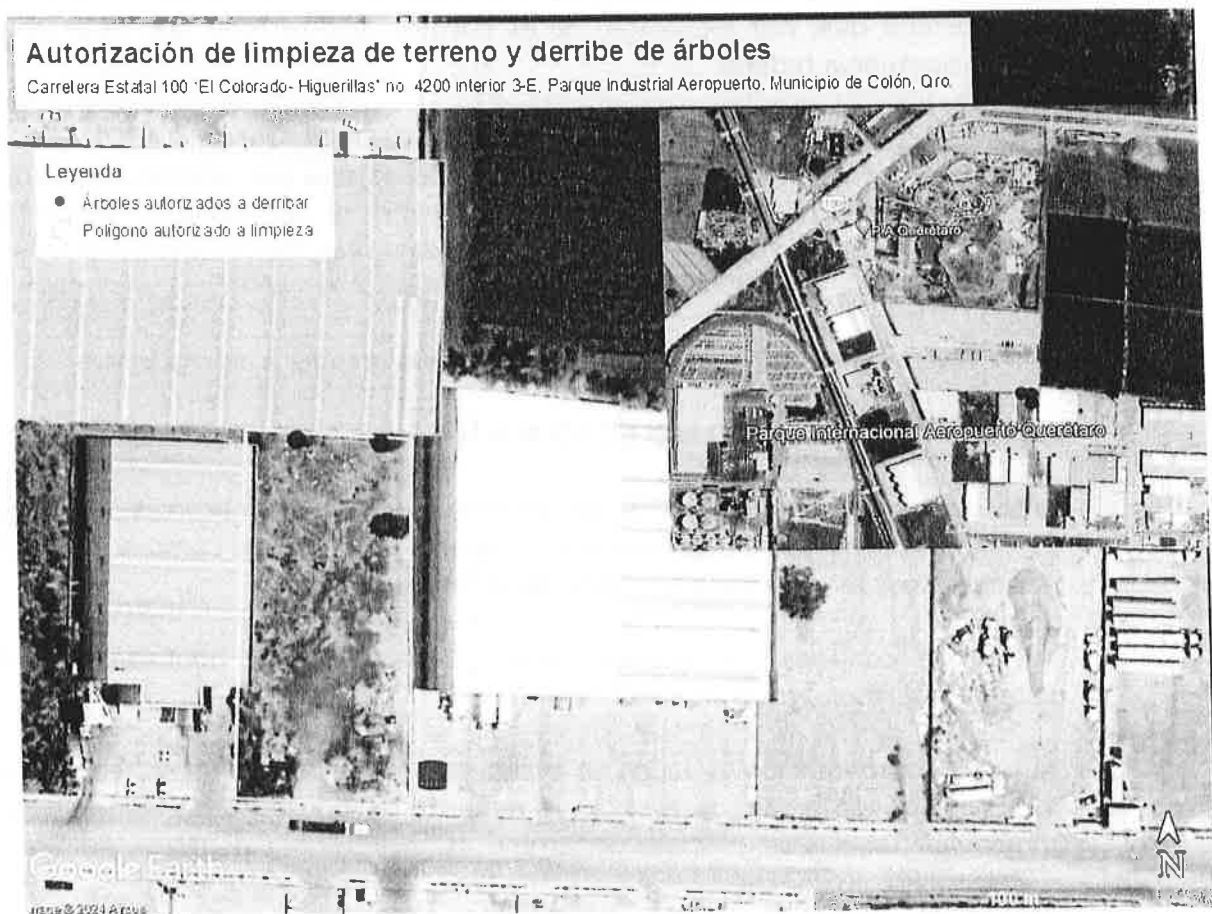 Autorización de limpieza de terreno y derribe de árboles
Carretera Estatal 100 "El Colorado- Higuerillas" no. 4200 interior 3-E, Parque Industrial Aeropuerto, Municipio de Colón, Qro.
Leyenda
Árboles autorizados a derribar
Polígono autorizado a limpieza
PIA Querétaro
Parque Internacional Aeropuerto Querétaro
Google Earth
100 m
N